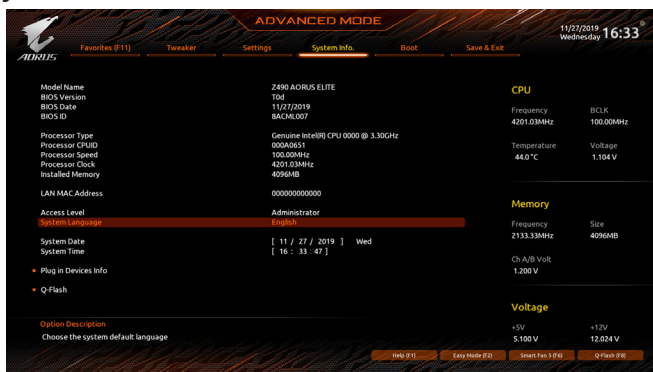 ADVANCED MODE
11/27/2019 16:33
Wednesday
AORUS
Favorites (F11) Tweaker Settings System Info. Boot Save & Exit
Model Name Z490 AORUS ELITE
BIOS Version T0d
BIOS Date 11/27/2019
BIOS ID 8ACML007
Processor Type Genuine Intel(R) CPU 0000 @ 3.30GHz
Processor CPUID 000A0651
Processor Speed 100.00MHz
Processor Clock 4201.03MHz
Installed Memory 4096MB
LAN MAC Address 000000000000
Access Level Administrator
System Language English
System Date [ 11 / 27 / 2019 ] Wed
System Time [ 16 : 33 : 47 ]
Plug in Devices Info
Q-Flash
Option Description
Choose the system default language
CPU
Frequency BCLK
4201.03MHz 100.00MHz
Temperature Voltage
44.0 °C 1.104 V
Memory
Frequency Size
2133.33MHz 4096MB
Ch A/B Volt
1.200 V
Voltage
+5V +12V
5.100 V 12.024 V
Help (F1) Easy Mode (F2) Smart Fan 5 (F6) Q-Flash (F8)